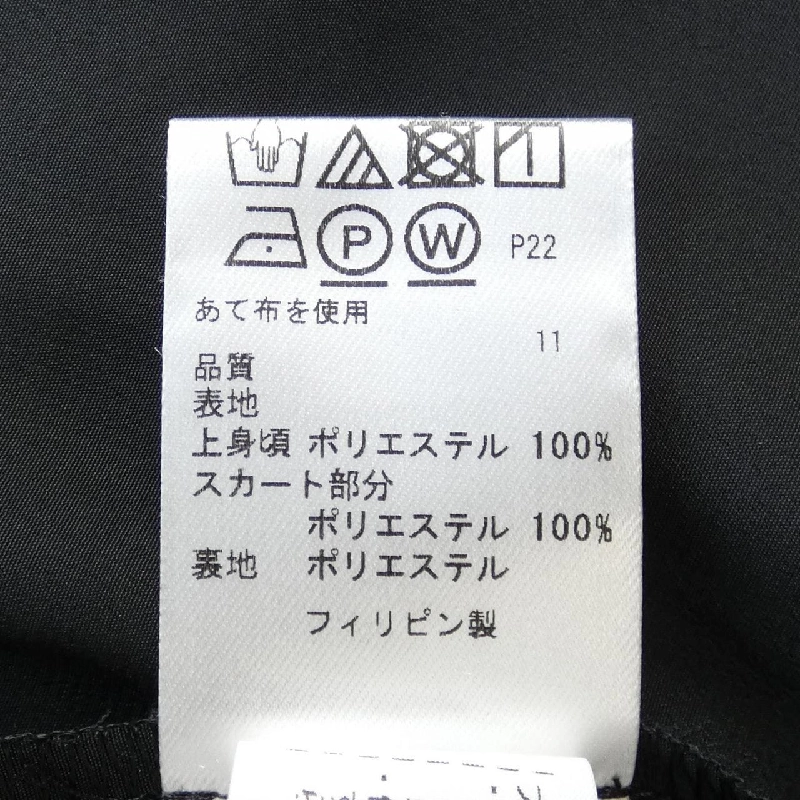 P W P22
あて布を使用
11
品質
表地
上身頃 ポリエステル 100%
スカート部分
ポリエステル 100%
裏地 ポリエステル
フィリピン製